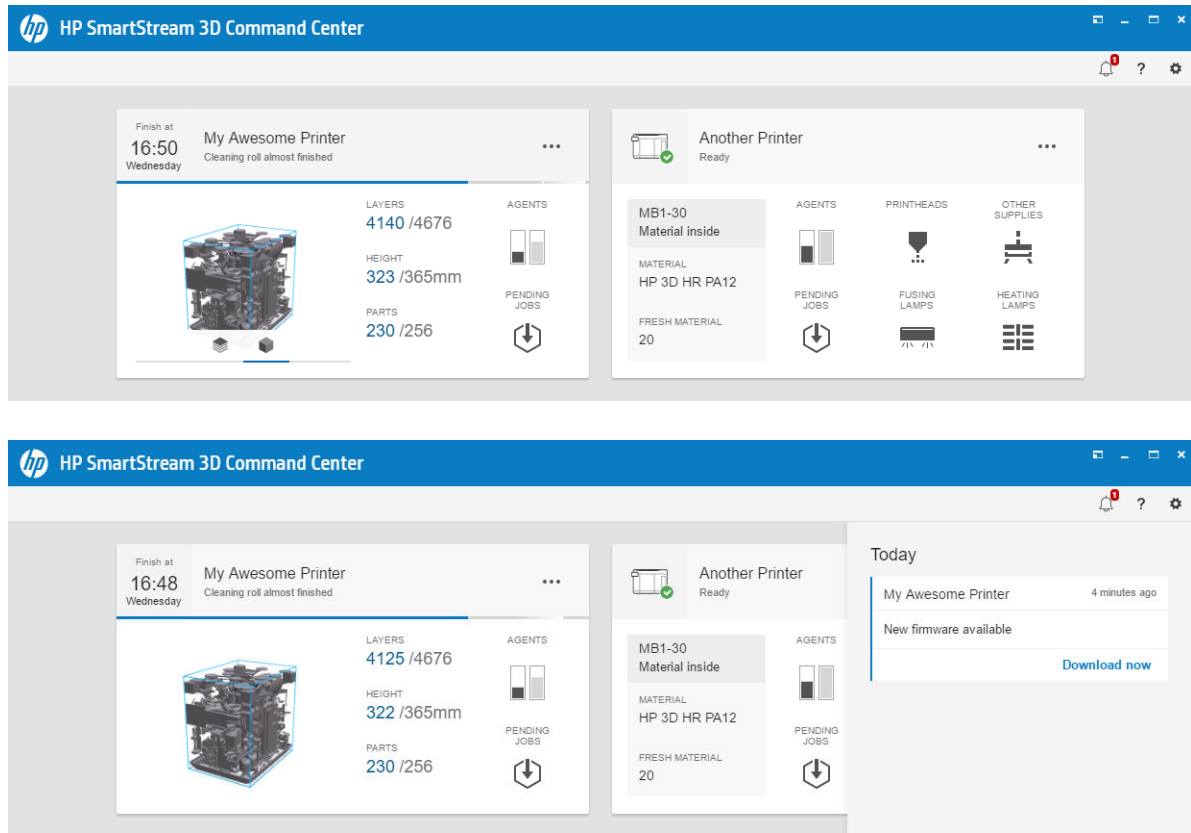 hp HP SmartStream 3D Command Center
1
?
Finish at
16:50
Wednesday
My Awesome Printer
Cleaning roll almost finished
LAYERS
4140 /4676
HEIGHT
323 /365mm
PARTS
230 /256
AGENTS
PENDING
JOBS
Another Printer
Ready
MB1-30
Material inside
MATERIAL
HP 3D HR PA12
FRESH MATERIAL
20
AGENTS
PRINTHEADS
OTHER
SUPPLIES
PENDING
JOBS
FUSING
LAMPS
HEATING
LAMPS
hp HP SmartStream 3D Command Center
1
?
Finish at
16:48
Wednesday
My Awesome Printer
Cleaning roll almost finished
LAYERS
4125 /4676
HEIGHT
322 /365mm
PARTS
230 /256
AGENTS
PENDING
JOBS
Another Printer
Ready
MB1-30
Material inside
MATERIAL
HP 3D HR PA12
FRESH MATERIAL
20
AGENTS
PENDING
JOBS
Today
My Awesome Printer 4 minutes ago
New firmware available
Download now